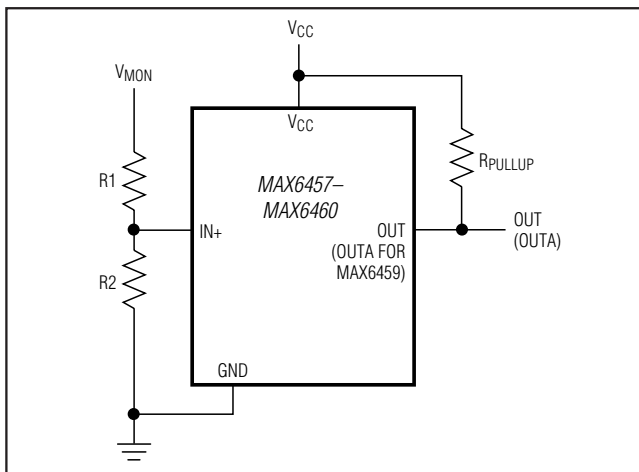 VCC
VMON
VCC
R1
MAX6457–
MAX6460
RPULLUP
IN+
OUT
(OUTA FOR
MAX6459)
OUT
(OUTA)
R2
GND